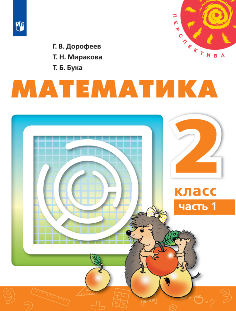 ПЕРСПЕКТИВА
Г. В. Дорофеев
Т. Н. Миракова
Т. Б. Бука
МАТЕМАТИКА
2
класс
часть 1